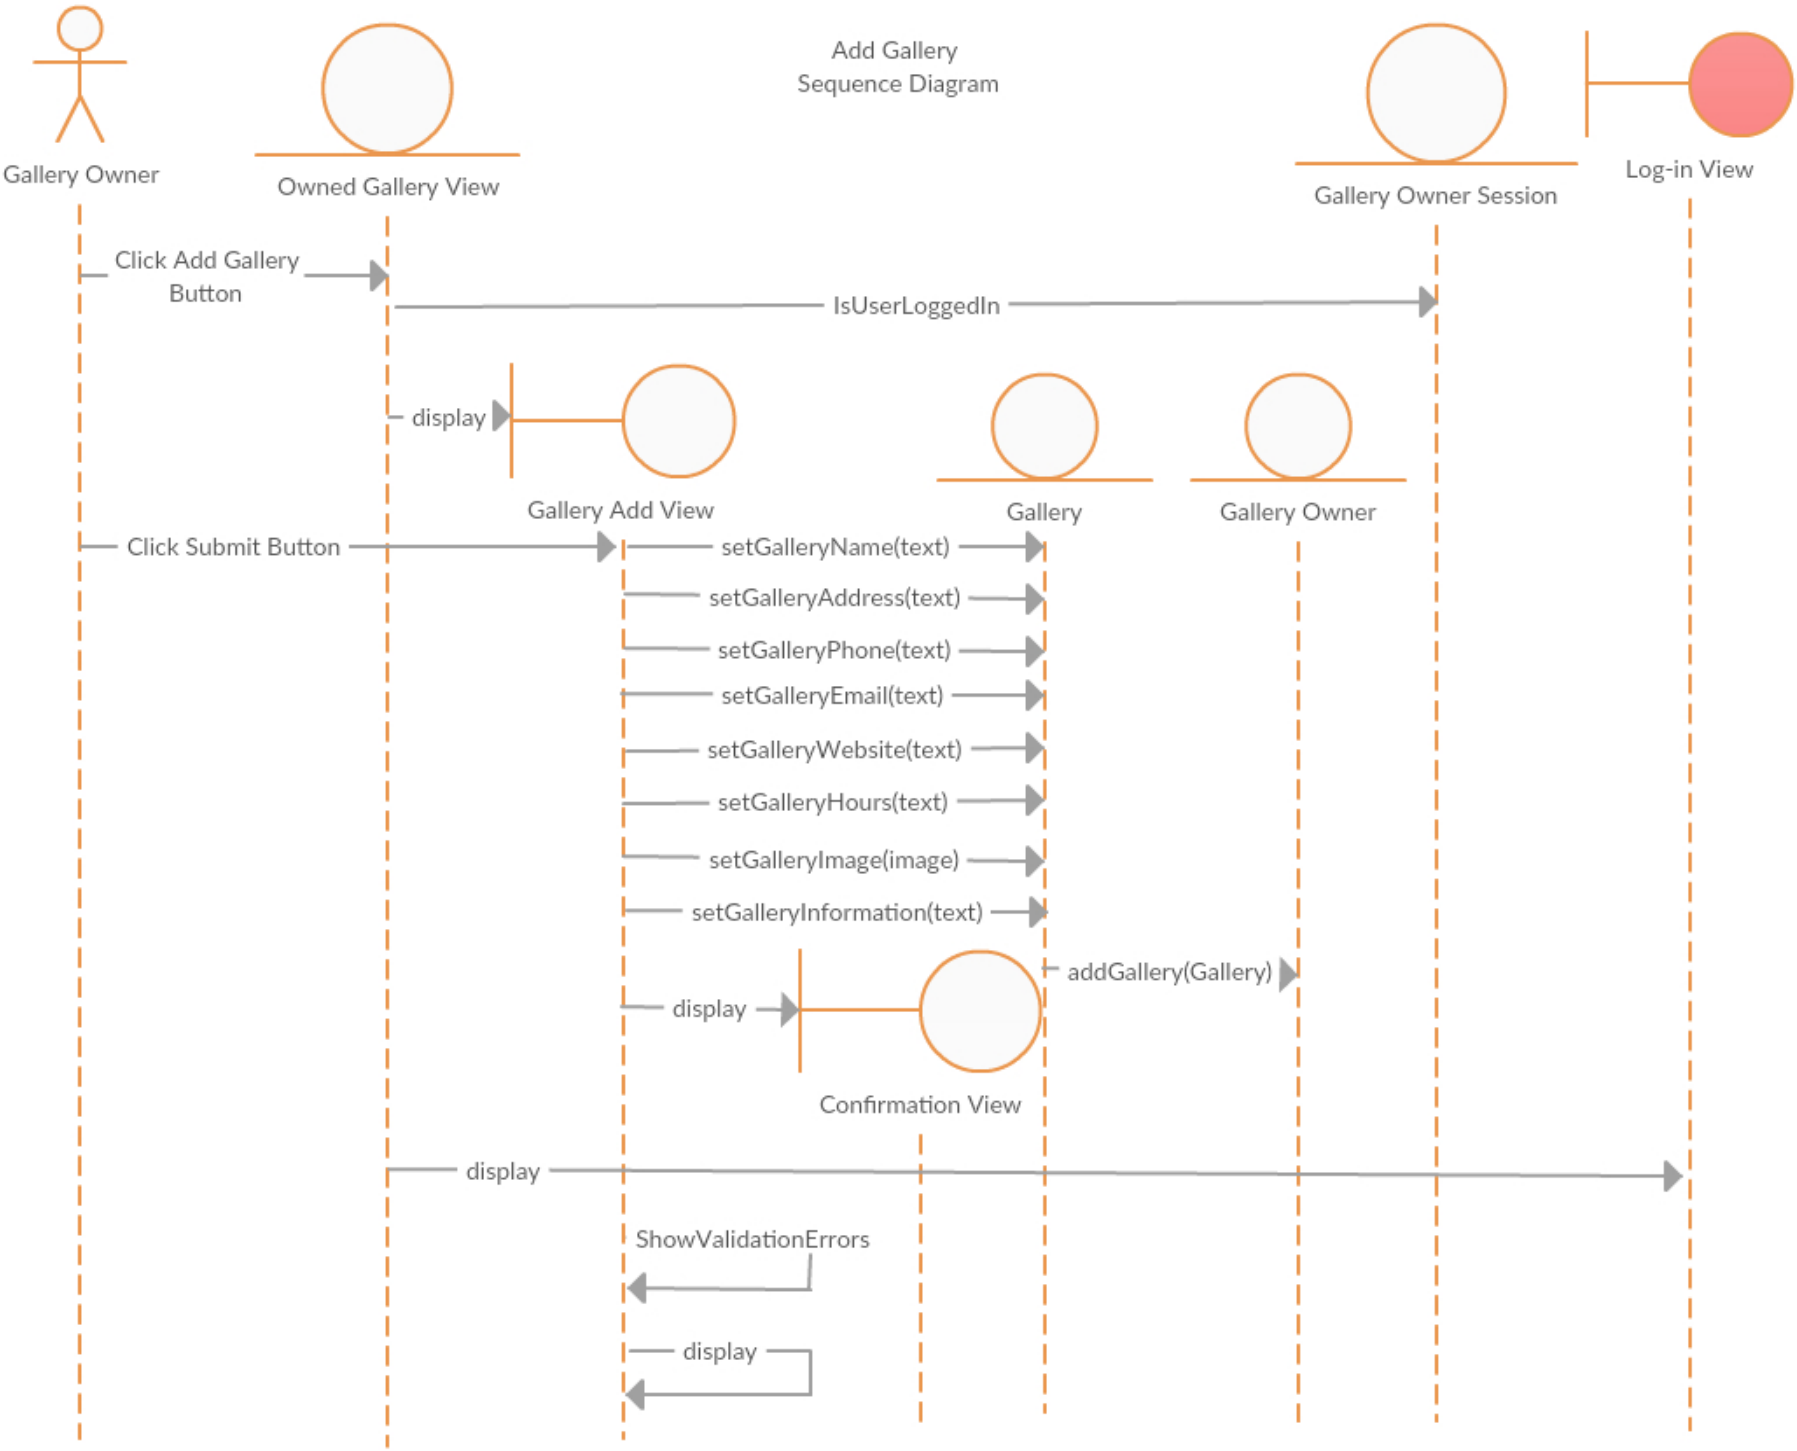 Add Gallery
Sequence Diagram
Gallery Owner
Owned Gallery View
Gallery Owner Session
Log-in View
Click Add Gallery
Button
IsUserLoggedIn
display
Gallery Add View
Gallery
Gallery Owner
Click Submit Button
setGalleryName(text)
setGalleryAddress(text)
setGalleryPhone(text)
setGalleryEmail(text)
setGalleryWebsite(text)
setGalleryHours(text)
setGalleryImage(image)
setGalleryInformation(text)
addGallery(Gallery)
display
Confirmation View
display
ShowValidationErrors
display